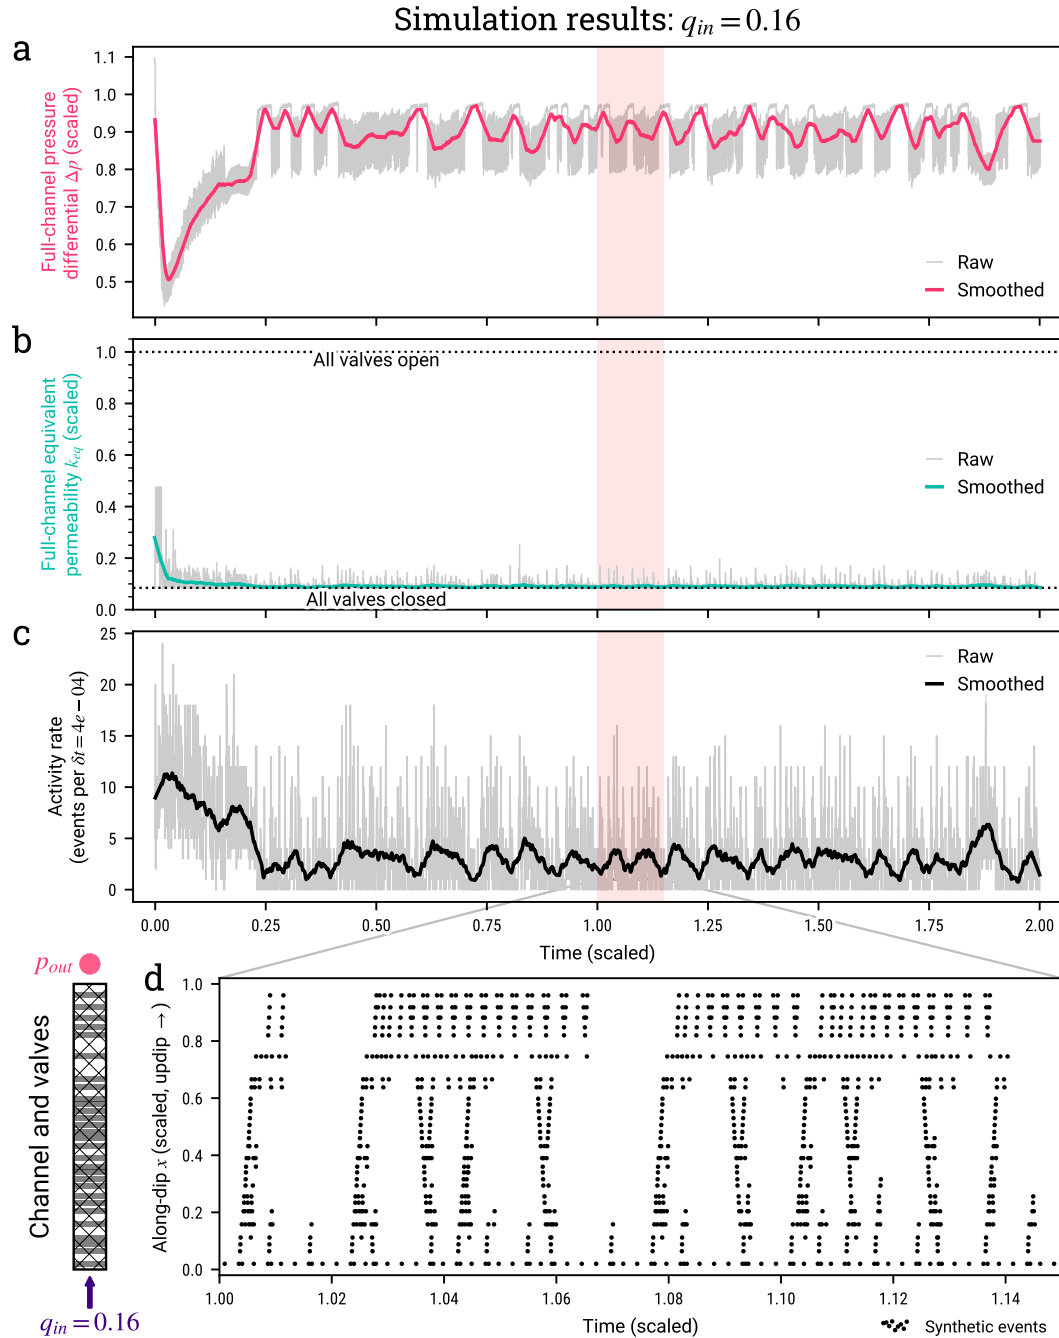 Simulation results: q_in = 0.16
a
Full-channel pressure
differential Δp (scaled)
1.1
1.0
0.9
0.8
0.7
0.6
0.5
Raw
Smoothed
b
Full-channel equivalent
permeability k_eq (scaled)
1.0
0.8
0.6
0.4
0.2
0.0
All valves open
Raw
Smoothed
All valves closed
c
Activity rate
(events per δt = 4e − 04)
25
20
15
10
5
0
Raw
Smoothed
0.00 0.25 0.50 0.75 1.00 1.25 1.50 1.75 2.00
Time (scaled)
p_out
Channel and valves
q_in = 0.16
d
Along-dip x (scaled, updip →)
1.0
0.8
0.6
0.4
0.2
0.0
1.00 1.02 1.04 1.06 1.08 1.10 1.12 1.14
Time (scaled)
Synthetic events